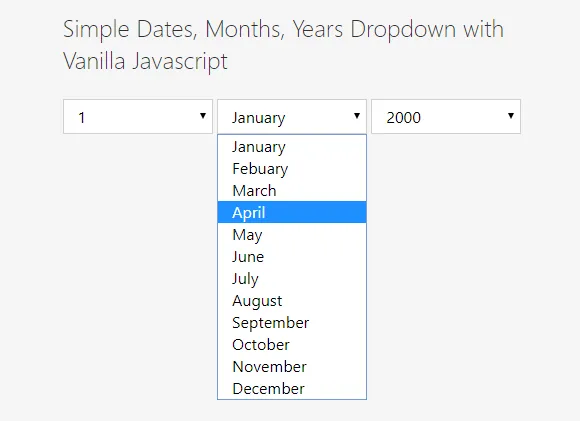 Simple Dates, Months, Years Dropdown with
Vanilla Javascript
1 January 2000
January
Febuary
March
April
May
June
July
August
September
October
November
December